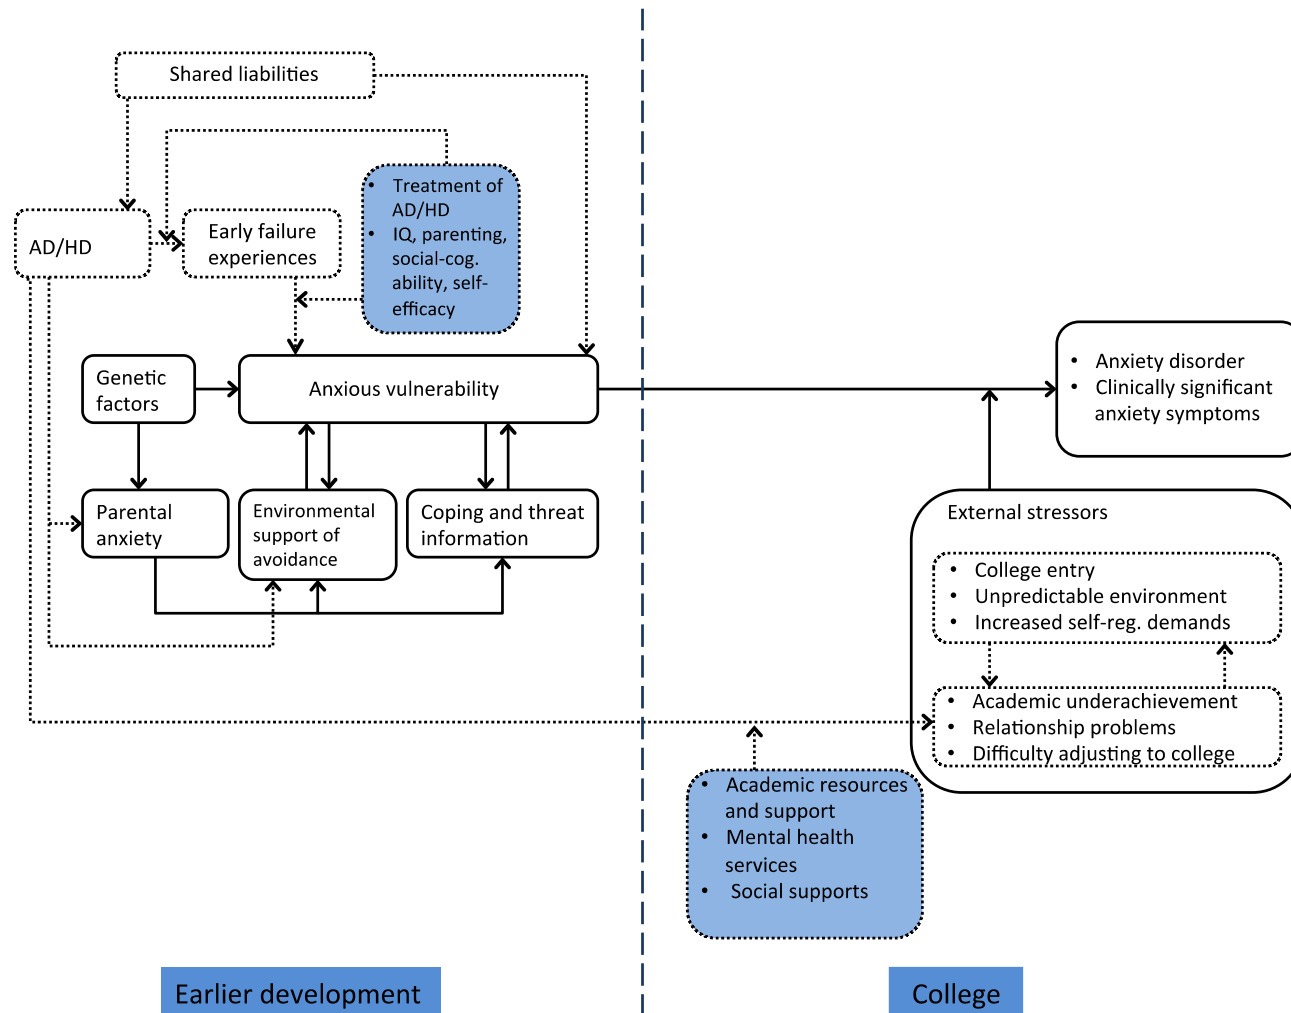 Shared liabilities
• Treatment of
AD/HD
• IQ, parenting,
social-cog.
ability, self-
efficacy
AD/HD
Early failure
experiences
Genetic
factors
Anxious vulnerability
• Anxiety disorder
• Clinically significant
anxiety symptoms
Parental
anxiety
Environmental
support of
avoidance
Coping and threat
information
External stressors
• College entry
• Unpredictable environment
• Increased self-reg. demands
• Academic underachievement
• Relationship problems
• Difficulty adjusting to college
• Academic resources
and support
• Mental health
services
• Social supports
Earlier development
College